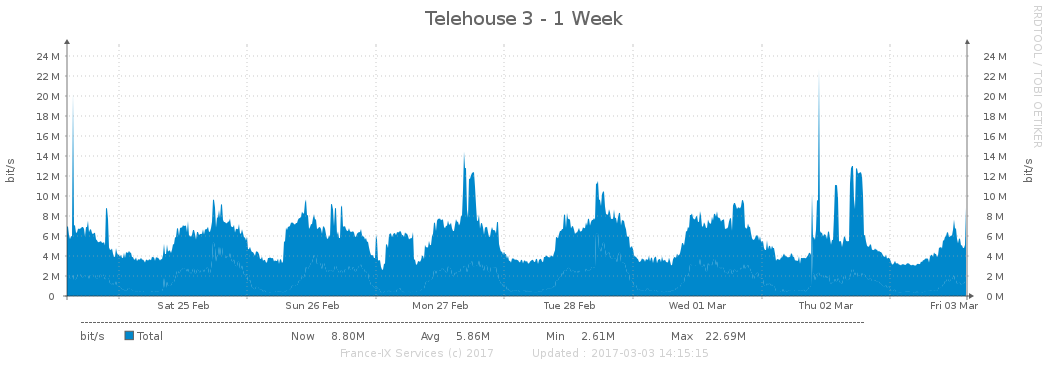 Telehouse 3 - 1 Week
RRDTOOL / TOBI OETIKER
bit/s
24 M 24 M
22 M 22 M
20 M 20 M
18 M 18 M
16 M 16 M
14 M 14 M
12 M 12 M
10 M 10 M
8 M 8 M
6 M 6 M
4 M 4 M
2 M 2 M
0 0 M
bit/s
Sat 25 Feb Sun 26 Feb Mon 27 Feb Tue 28 Feb Wed 01 Mar Thu 02 Mar Fri 03 Mar
bit/s Total Now 8.80M Avg 5.86M Min 2.61M Max 22.69M
France-IX Services (c) 2017 Updated : 2017-03-03 14:15:15